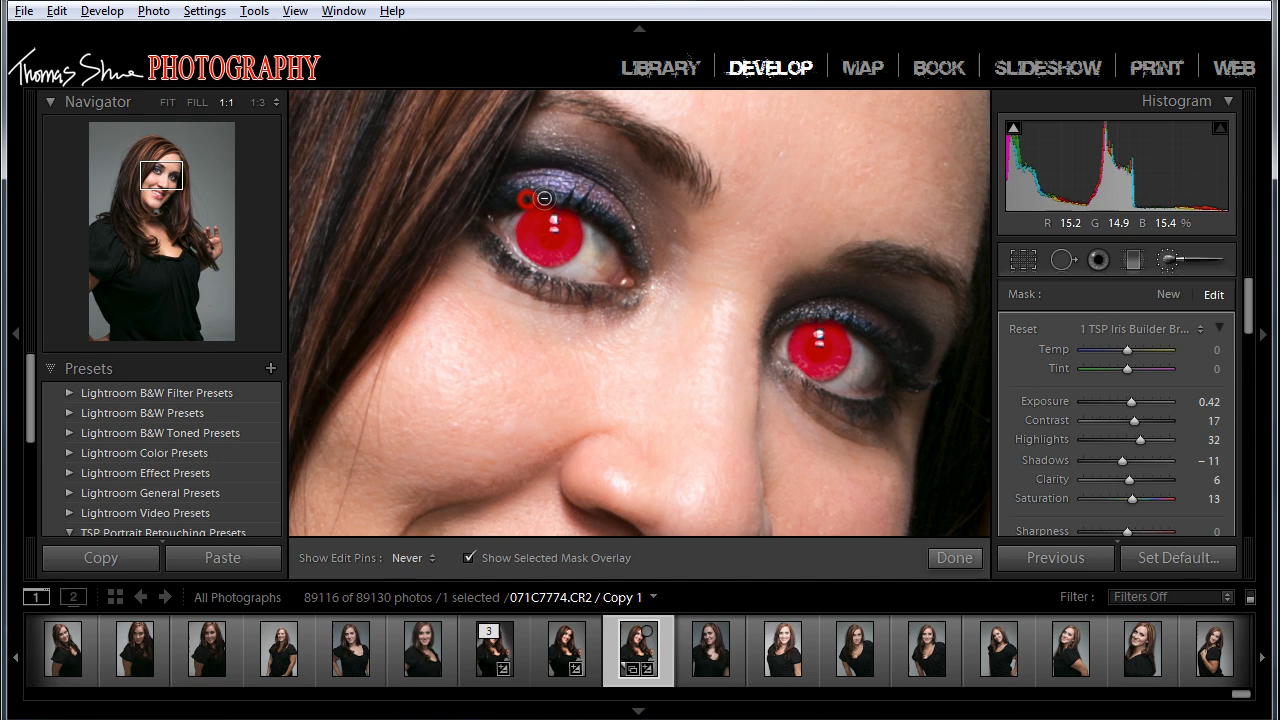 File Edit Develop Photo Settings Tools View Window Help
Thomas Shue PHOTOGRAPHY
LIBRARY DEVELOP MAP BOOK SLIDESHOW PRINT WEB
Navigator FIT FILL 1:1 1:3
Histogram
R 15.2 G 14.9 B 15.4 %
Mask : New Edit
Reset 1 TSP Iris Builder Br...
Temp 0
Tint 0
Exposure 0.42
Contrast 17
Highlights 32
Shadows – 11
Clarity 6
Saturation 13
Sharpness 0
Presets +
Lightroom B&W Filter Presets
Lightroom B&W Presets
Lightroom B&W Toned Presets
Lightroom Color Presets
Lightroom Effect Presets
Lightroom General Presets
Lightroom Video Presets
TSP Portrait Retouching Presets
Copy Paste
Show Edit Pins : Never Show Selected Mask Overlay Done
Previous Set Default...
1 2 All Photographs 89116 of 89130 photos /1 selected /071C7774.CR2 / Copy 1 Filter : Filters Off
3